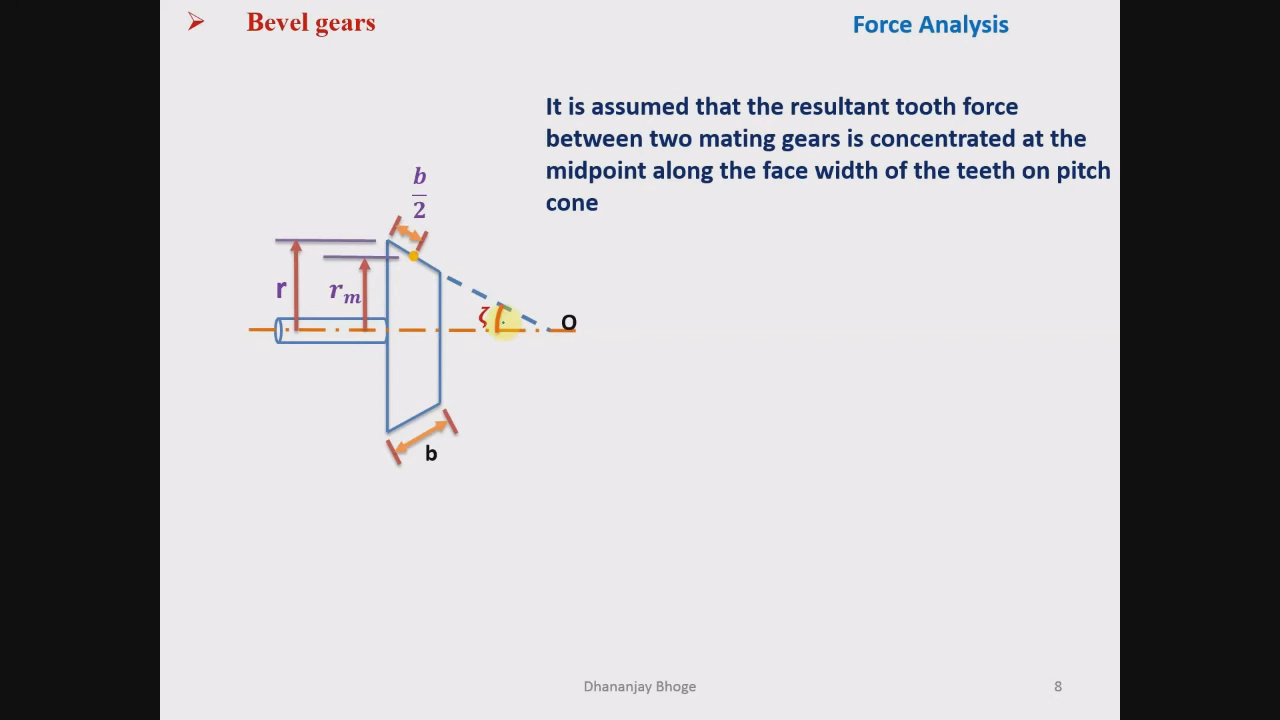 ➢ Bevel gears
Force Analysis
It is assumed that the resultant tooth force
between two mating gears is concentrated at the
midpoint along the face width of the teeth on pitch
cone
b
2
r
rₘ
ζ
O
b
Dhananjay Bhoge
8